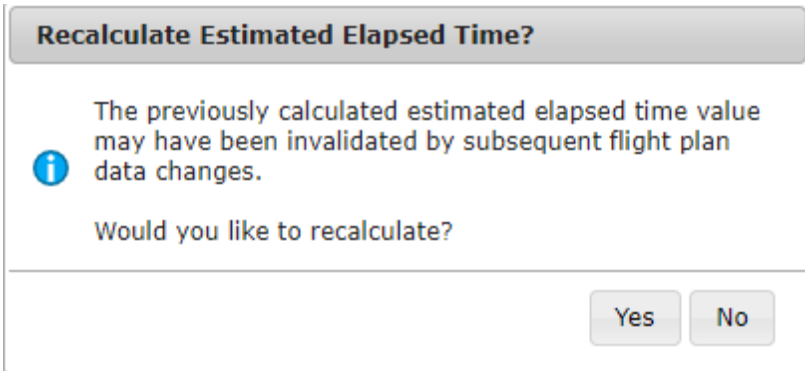 Recalculate Estimated Elapsed Time?
The previously calculated estimated elapsed time value
may have been invalidated by subsequent flight plan
data changes.
Would you like to recalculate?
Yes No